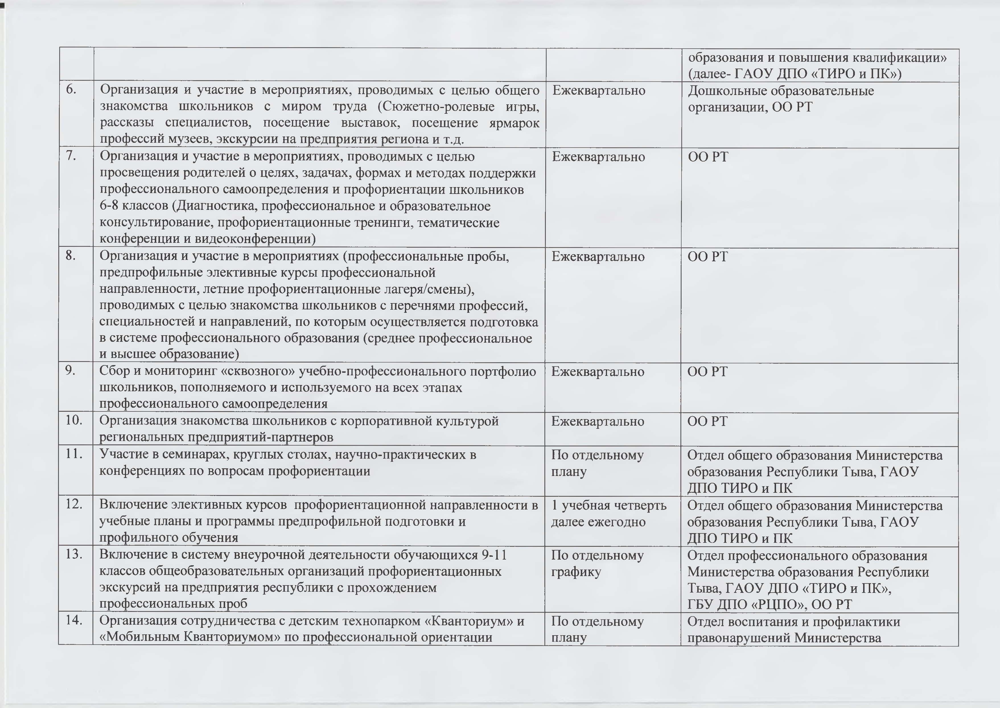 образования и повышения квалификации»
(далее- ГАОУ ДПО «ТИРО и ПК»)
6.
Организация и участие в мероприятиях, проводимых с целью общего
знакомства школьников с миром труда (Сюжетно-ролевые игры,
рассказы специалистов, посещение выставок, посещение ярмарок
профессий музеев, экскурсии на предприятия региона и т.д.
Ежеквартально
Дошкольные образовательные
организации, ОО РТ
7.
Организация и участие в мероприятиях, проводимых с целью
просвещения родителей о целях, задачах, формах и методах поддержки
профессионального самоопределения и профориентации школьников
6-8 классов (Диагностика, профессиональное и образовательное
консультирование, профориентационные тренинги, тематические
конференции и видеоконференции)
Ежеквартально
ОО РТ
8.
Организация и участие в мероприятиях (профессиональные пробы,
предпрофильные элективные курсы профессиональной
направленности, летние профориентационные лагеря/смены),
проводимых с целью знакомства школьников с перечнями профессий,
специальностей и направлений, по которым осуществляется подготовка
в системе профессионального образования (среднее профессиональное
и высшее образование)
Ежеквартально
ОО РТ
9.
Сбор и мониторинг «сквозного» учебно-профессионального портфолио
школьников, пополняемого и используемого на всех этапах
профессионального самоопределения
Ежеквартально
ОО РТ
10.
Организация знакомства школьников с корпоративной культурой
региональных предприятий-партнеров
Ежеквартально
ОО РТ
11.
Участие в семинарах, круглых столах, научно-практических в
конференциях по вопросам профориентации
По отдельному
плану
Отдел общего образования Министерства
образования Республики Тыва, ГАОУ
ДПО ТИРО и ПК
12.
Включение элективных курсов профориентационной направленности в
учебные планы и программы предпрофильной подготовки и
профильного обучения
1 учебная четверть
далее ежегодно
Отдел общего образования Министерства
образования Республики Тыва, ГАОУ
ДПО ТИРО и ПК
13.
Включение в систему внеурочной деятельности обучающихся 9-11
классов общеобразовательных организаций профориентационных
экскурсий на предприятия республики с прохождением
профессиональных проб
По отдельному
графику
Отдел профессионального образования
Министерства образования Республики
Тыва, ГАОУ ДПО «ТИРО и ПК»,
ГБУ ДПО «РЦПО», ОО РТ
14.
Организация сотрудничества с детским технопарком «Кванториум» и
«Мобильным Кванториумом» по профессиональной ориентации
По отдельному
плану
Отдел воспитания и профилактики
правонарушений Министерства